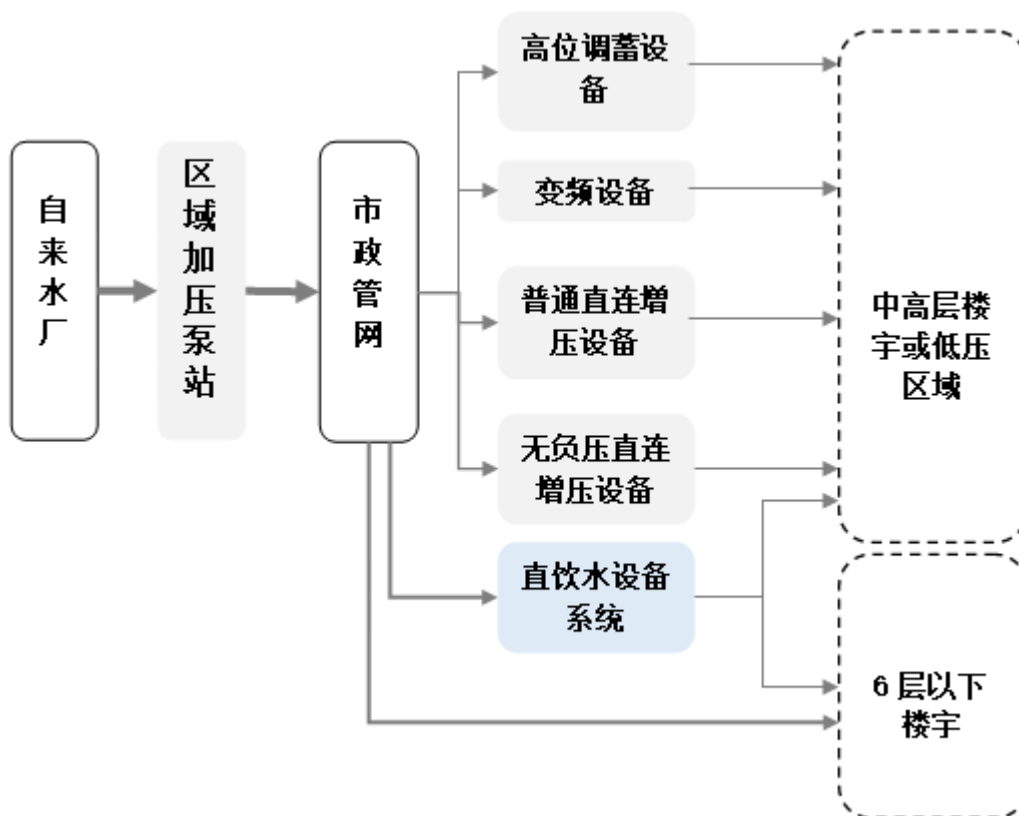 高位调蓄设
备
自
来
水
厂
区
域
加
压
泵
站
市
政
管
网
变频设备
普通直连增
压设备
中高层楼
宇或低压
区域
无负压直连
增压设备
直饮水设备
系统
6 层以下
楼宇